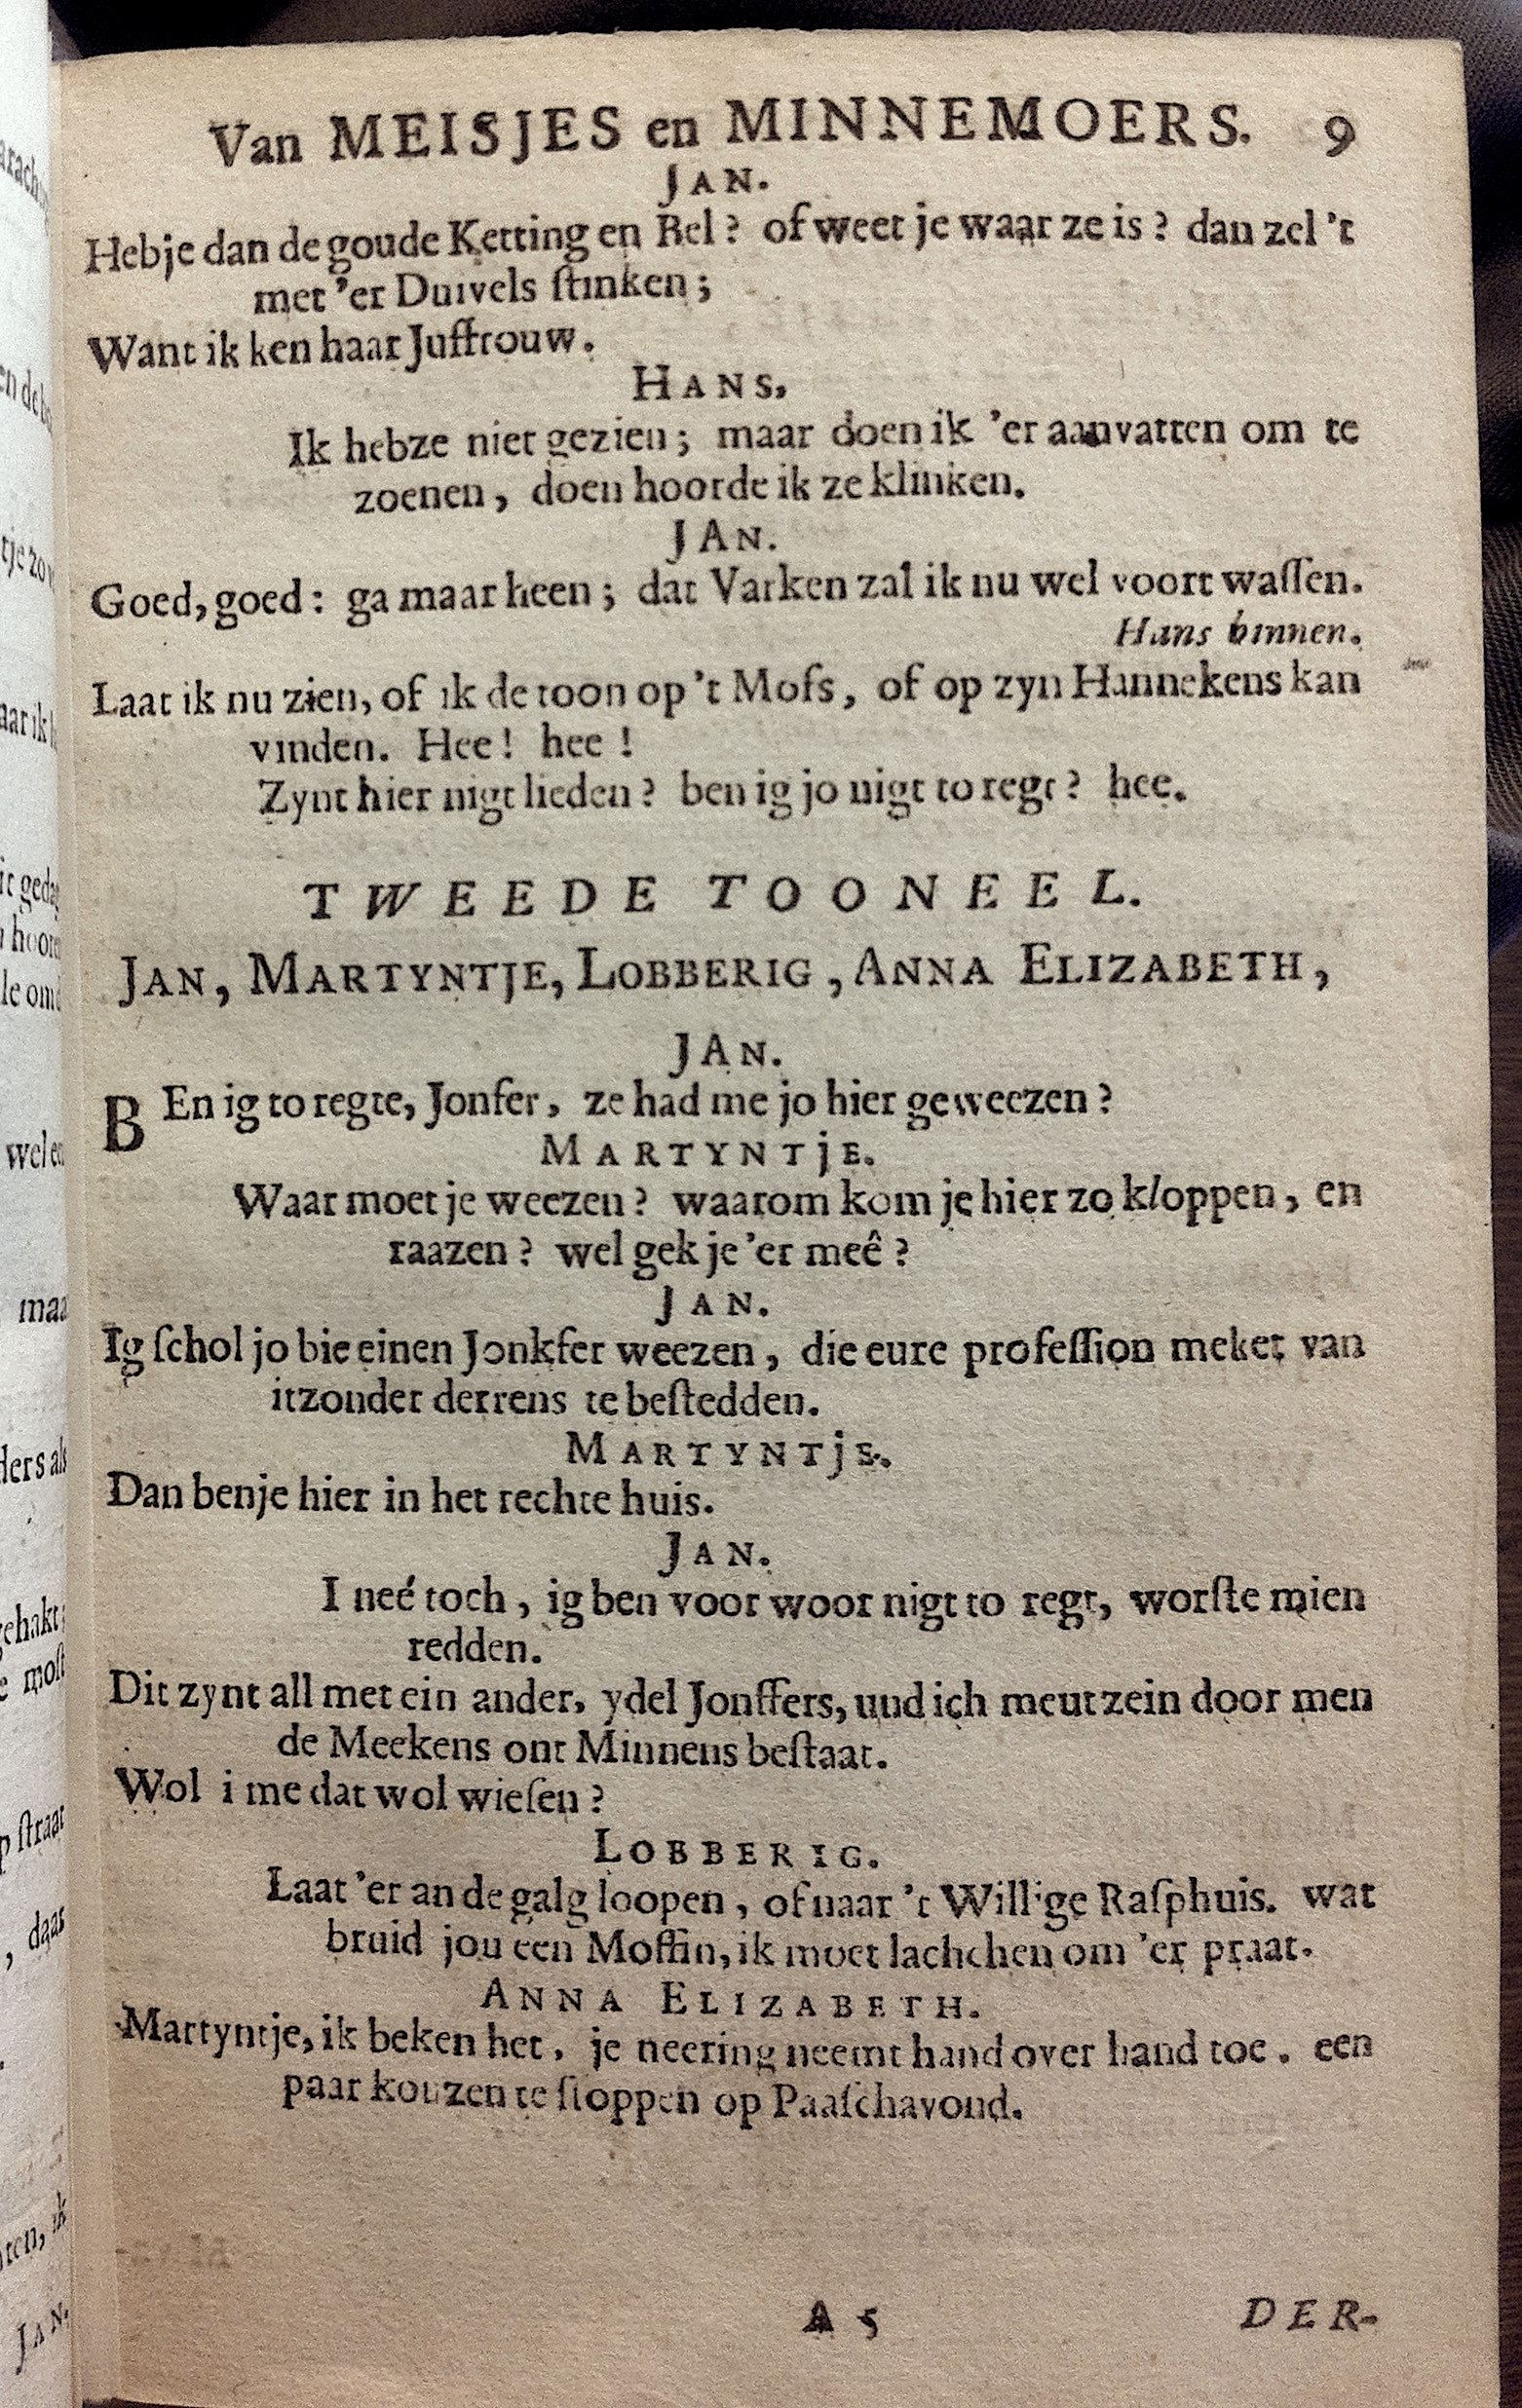 Van MEISJES en MINNEMOERS. 9
JAN.
Hebje dan de goude Ketting en Bel? of weet je waar ze is? dan zel 't
met 'er Duivels ſtinken;
Want ik ken haar Juffrouw.
HANS,
Ik hebze niet gezien; maar doen ik 'er aanvatten om te
zoenen, doen hoorde ik ze klinken.
JAN.
Goed, goed: ga maar heen; dat Varken zal ik nu wel voort waſſen.
Hans binnen.
Laat ik nu zien, of ik de toon op 't Mofs, of op zyn Hannekens kan
vinden. Hee! hee!
Zynt hier nigt lieden? ben ig jo nigt to regt? hee.
TWEEDE TOONEEL.
JAN, MARTYNTJE, LOBBERIG, ANNA ELIZABETH,
JAN.
BEn ig to regte, Jonfer, ze had me jo hier geweezen?
MARTYNTjE.
Waar moet je weezen? waarom kom je hier zo kloppen, en
raazen? wel gek je 'er meê?
JAN.
Ig ſchol jo bie einen Jonkfer weezen, die eure profeſſion meket van
itzonder derrens te beſtedden.
MARTYNTjE.
Dan benje hier in het rechte huis.
JAN.
I neé toch, ig ben voor woor nigt to regt, worſte mien
redden.
Dit zynt all met ein ander, ydel Jonffers, und ich meut zein door men
de Meekens ont Minnens beſtaat.
Wol i me dat wol wieſen?
LOBBERIG.
Laat 'er an de galg loopen, of naar 't Willige Raſphuis. wat
bruid jou een Moffin, ik moet lachchen om 'er praat.
ANNA ELIZABETH.
Martyntje, ik beken het, je neering neemt hand over hand toe. een
paar kouzen te ſtoppen op Paaſchavond.
A 5 DER-